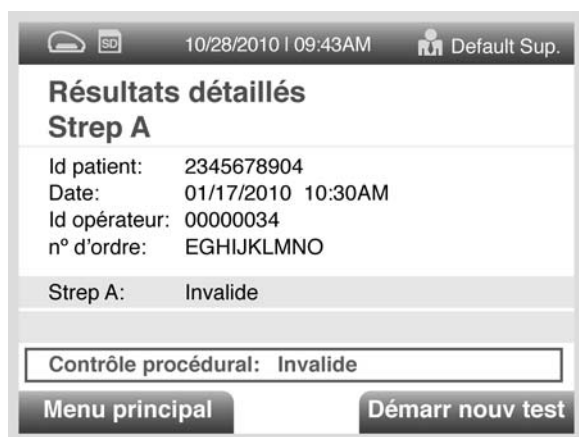 SD 10/28/2010 | 09:43AM Default Sup.
Résultats détaillés
Strep A
Id patient: 2345678904
Date: 01/17/2010 10:30AM
Id opérateur: 00000034
nº d'ordre: EGHIJKLMNO
Strep A: Invalide
Contrôle procédural: Invalide
Menu principal Démarr nouv test